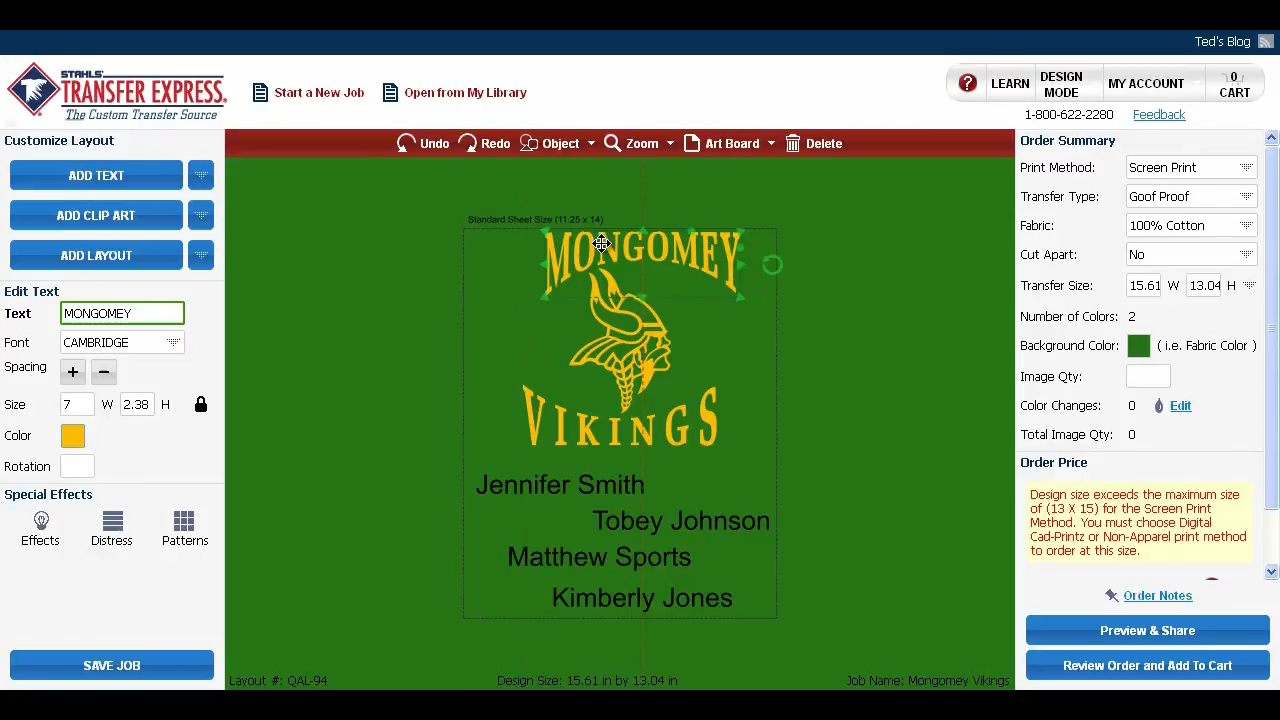 Ted's Blog
STAHLS'
TRANSFER EXPRESS.
The Custom Transfer Source
Start a New Job
Open from My Library
? LEARN DESIGN MODE MY ACCOUNT 0 CART
1-800-622-2280 Feedback
Customize Layout
ADD TEXT
ADD CLIP ART
ADD LAYOUT
Edit Text
Text MONGOMEY
Font CAMBRIDGE
Spacing + −
Size 7 W 2.38 H
Color
Rotation
Special Effects
Effects Distress Patterns
SAVE JOB
Undo Redo Object Zoom Art Board Delete
Standard Sheet Size (11.25 x 14)
MONGOMEY
VIKINGS
Jennifer Smith
Tobey Johnson
Matthew Sports
Kimberly Jones
Layout #: QAL-94 Design Size: 15.61 in by 13.04 in Job Name: Mongomey Vikings
Order Summary
Print Method: Screen Print
Transfer Type: Goof Proof
Fabric: 100% Cotton
Cut Apart: No
Transfer Size: 15.61 W 13.04 H
Number of Colors: 2
Background Color: ( i.e. Fabric Color )
Image Qty:
Color Changes: 0 Edit
Total Image Qty: 0
Order Price
Design size exceeds the maximum size
of (13 X 15) for the Screen Print
Method. You must choose Digital
Cad-Printz or Non-Apparel print method
to order at this size.
Order Notes
Preview & Share
Review Order and Add To Cart